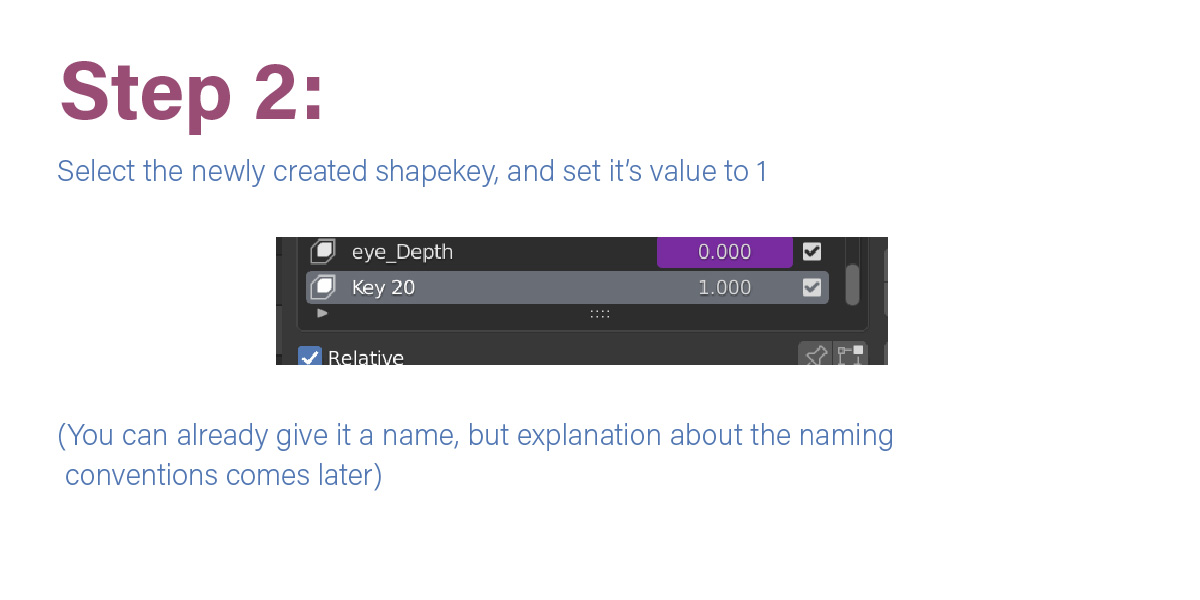 Step 2:
Select the newly created shapekey, and set it’s value to 1
eye_Depth 0.000
Key 20 1.000
Relative
(You can already give it a name, but explanation about the naming
conventions comes later)